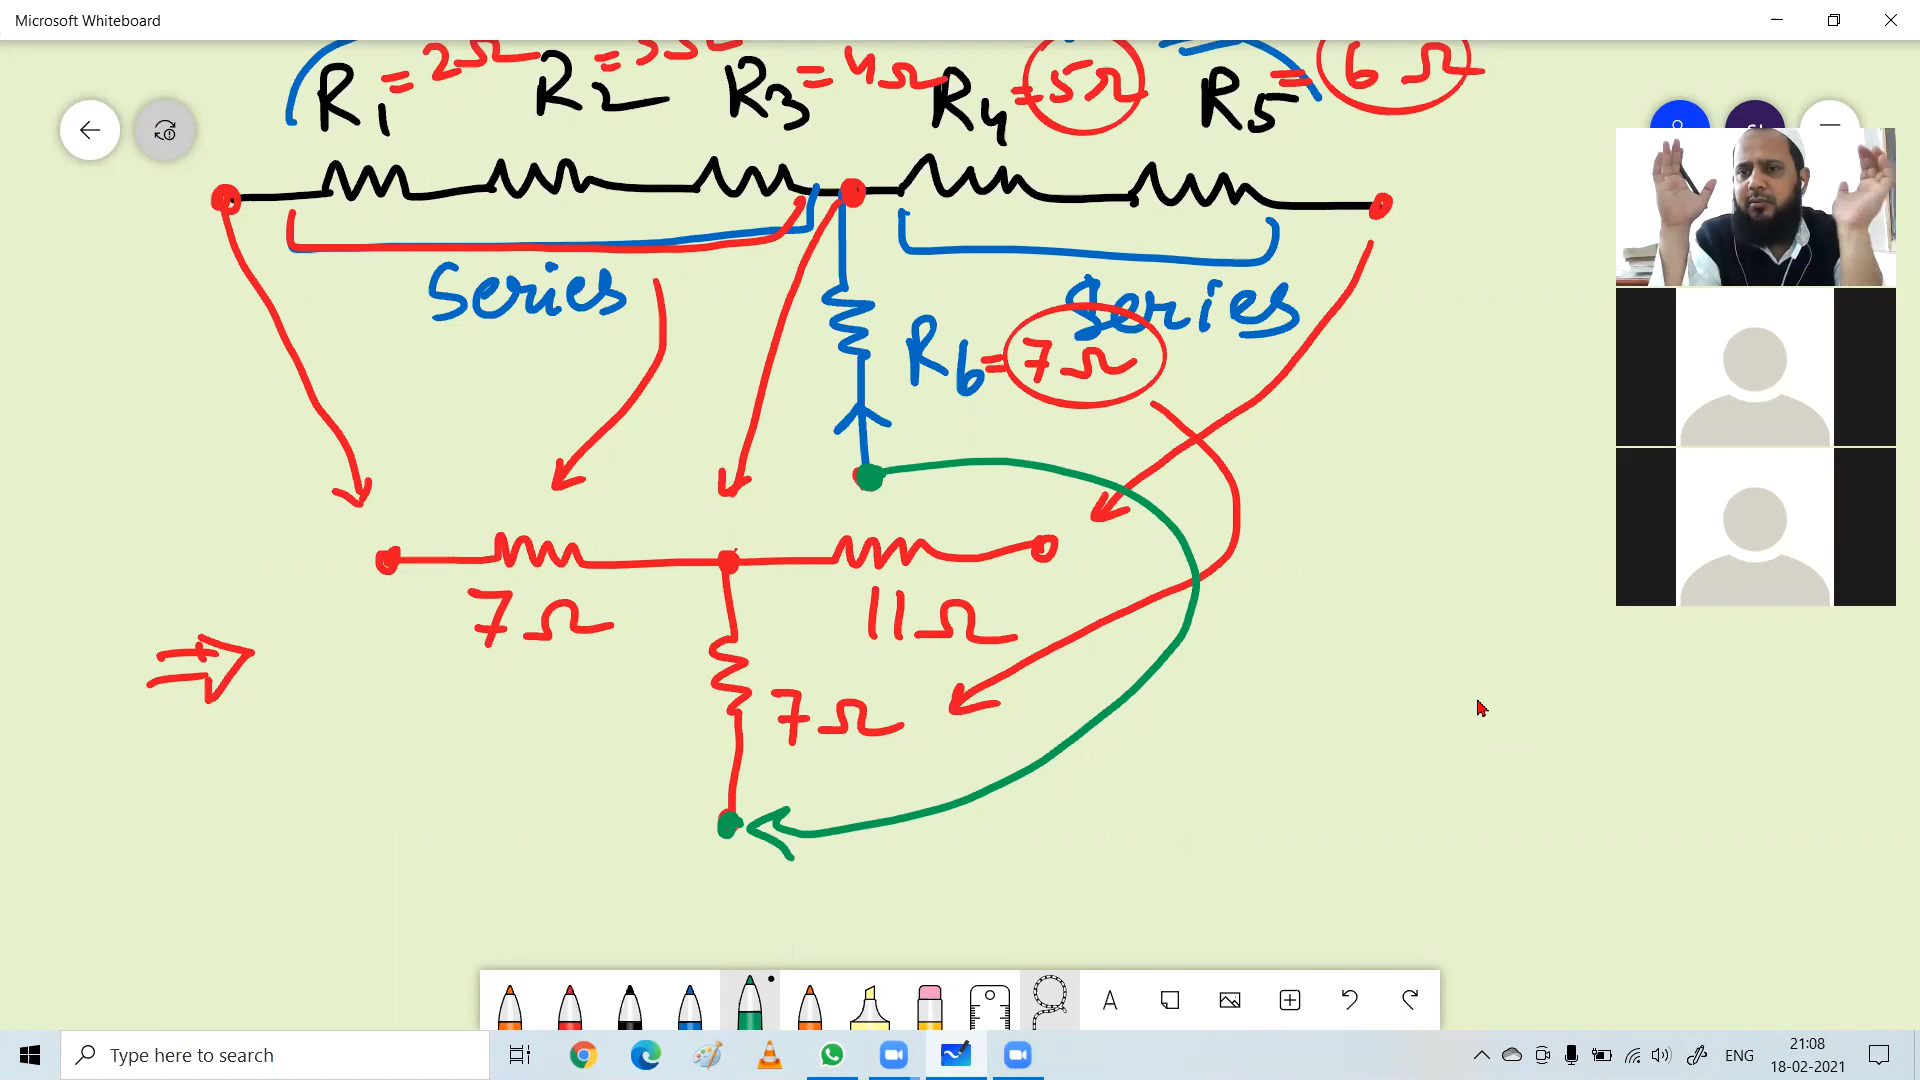 Microsoft Whiteboard
R1 = 2Ω R2 = 3Ω R3 = 4Ω R4 = 5Ω R5 = 6Ω
Series
Series
R6 = 7Ω
7Ω
11Ω
7Ω
Type here to search
ENG
21:08
18-02-2021